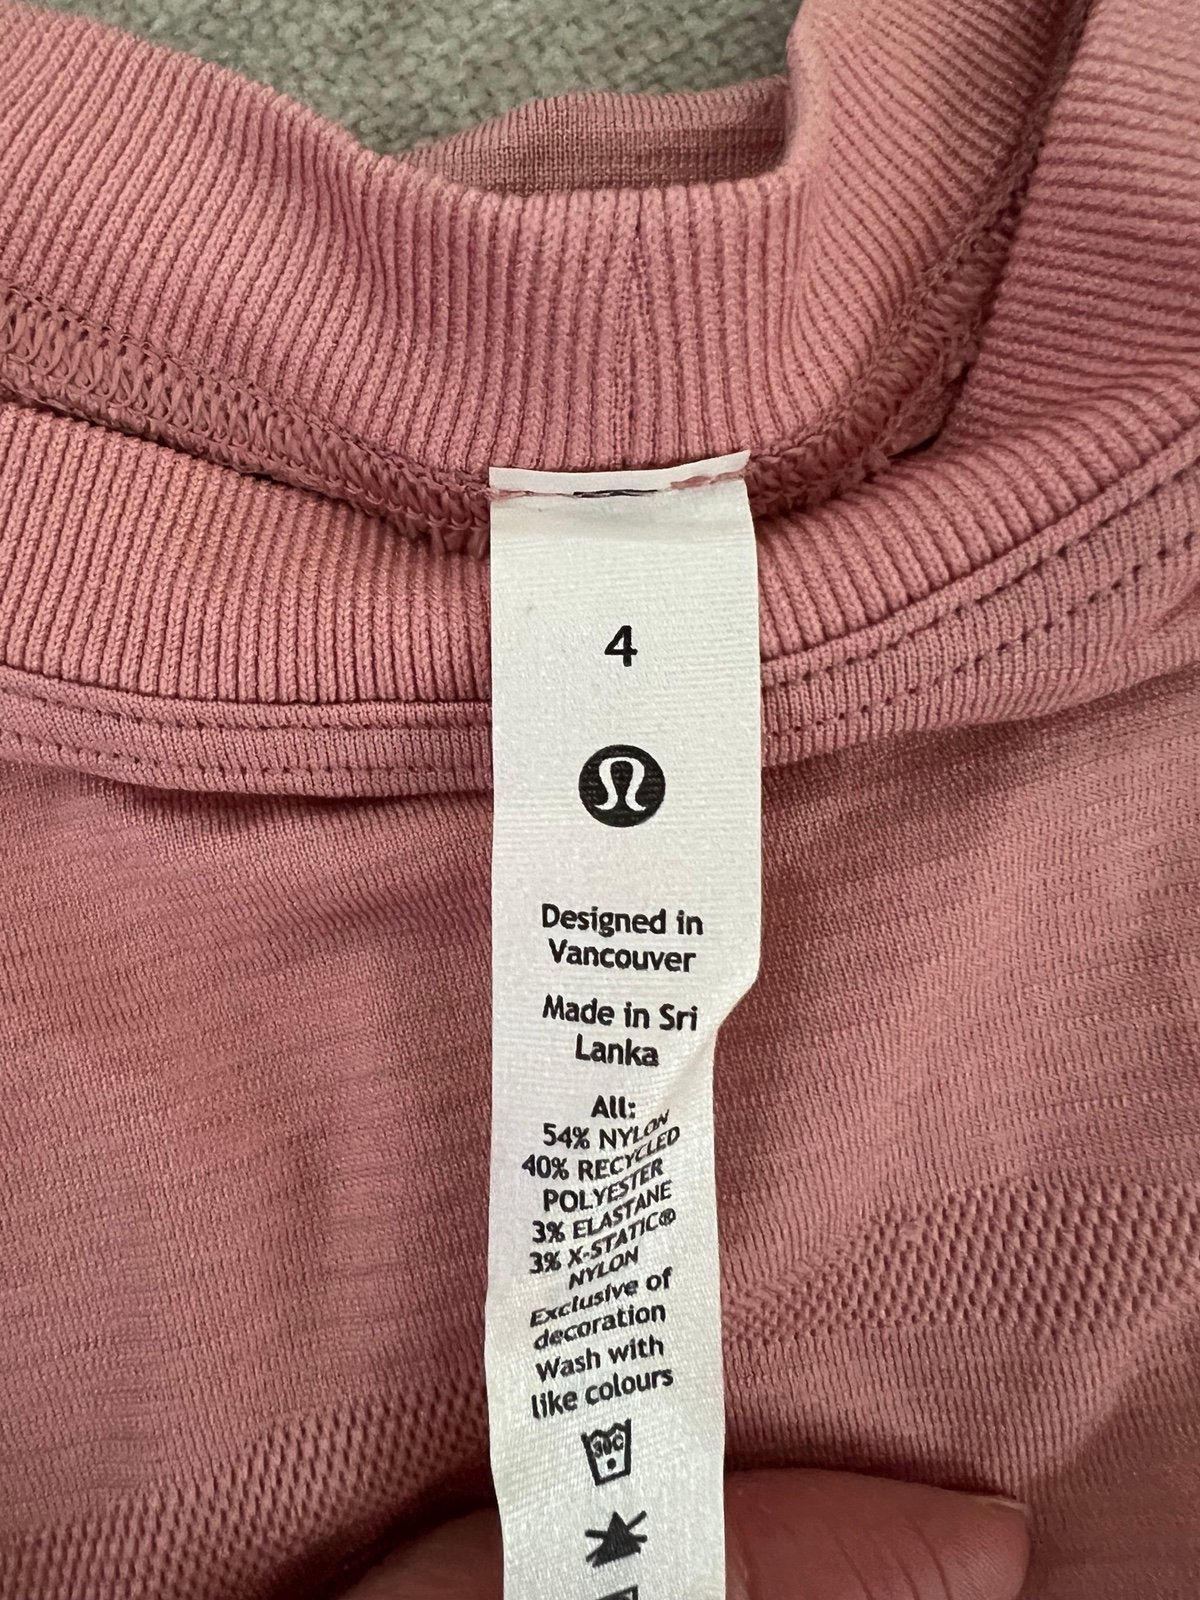 4
Designed in
Vancouver
Made in Sri
Lanka
All:
54% NYLON
40% RECYCLED
POLYESTER
3% ELASTANE
3% X-STATIC®
NYLON
Exclusive of
decoration
Wash with
like colours
30C